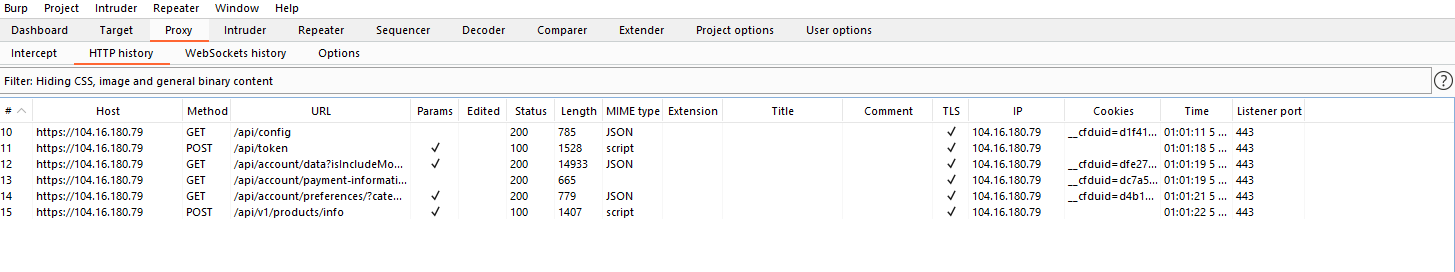 Burp Project Intruder Repeater Window Help
Dashboard Target Proxy Intruder Repeater Sequencer Decoder Comparer Extender Project options User options
Intercept HTTP history WebSockets history Options
Filter: Hiding CSS, image and general binary content ?
# Host Method URL Params Edited Status Length MIME type Extension Title Comment TLS IP Cookies Time Listener port
10 https://104.16.180.79 GET /api/config 200 785 JSON ✓ 104.16.180.79 __cfduid=d1f41... 01:01:11 5 ... 443
11 https://104.16.180.79 POST /api/token ✓ 100 1528 script ✓ 104.16.180.79 01:01:18 5 ... 443
12 https://104.16.180.79 GET /api/account/data?isIncludeMo... ✓ 200 14933 JSON ✓ 104.16.180.79 __cfduid=dfe27... 01:01:19 5 ... 443
13 https://104.16.180.79 GET /api/account/payment-informati... 200 665 ✓ 104.16.180.79 __cfduid=dc7a5... 01:01:19 5 ... 443
14 https://104.16.180.79 GET /api/account/preferences/?cate... ✓ 200 779 JSON ✓ 104.16.180.79 __cfduid=d4b1... 01:01:21 5 ... 443
15 https://104.16.180.79 POST /api/v1/products/info ✓ 100 1407 script ✓ 104.16.180.79 01:01:22 5 ... 443